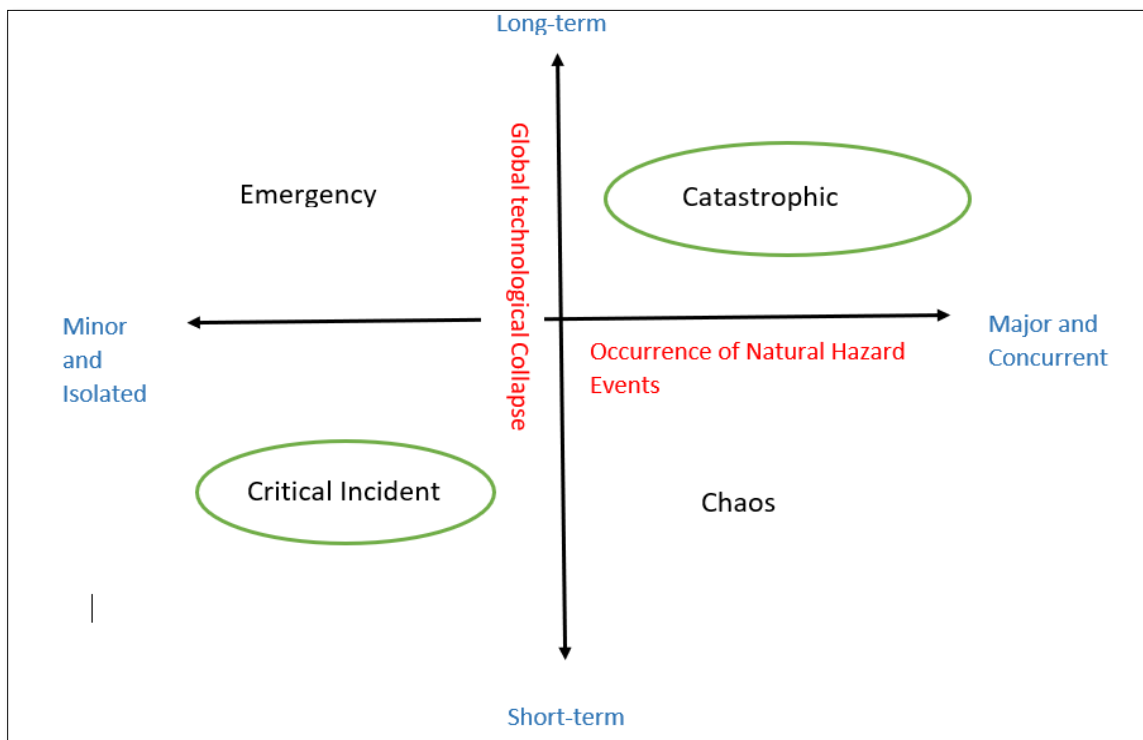 Long-term
Global technological Collapse
Emergency
Catastrophic
Minor
and
Isolated
Occurrence of Natural Hazard
Events
Major and
Concurrent
Critical Incident
Chaos
Short-term